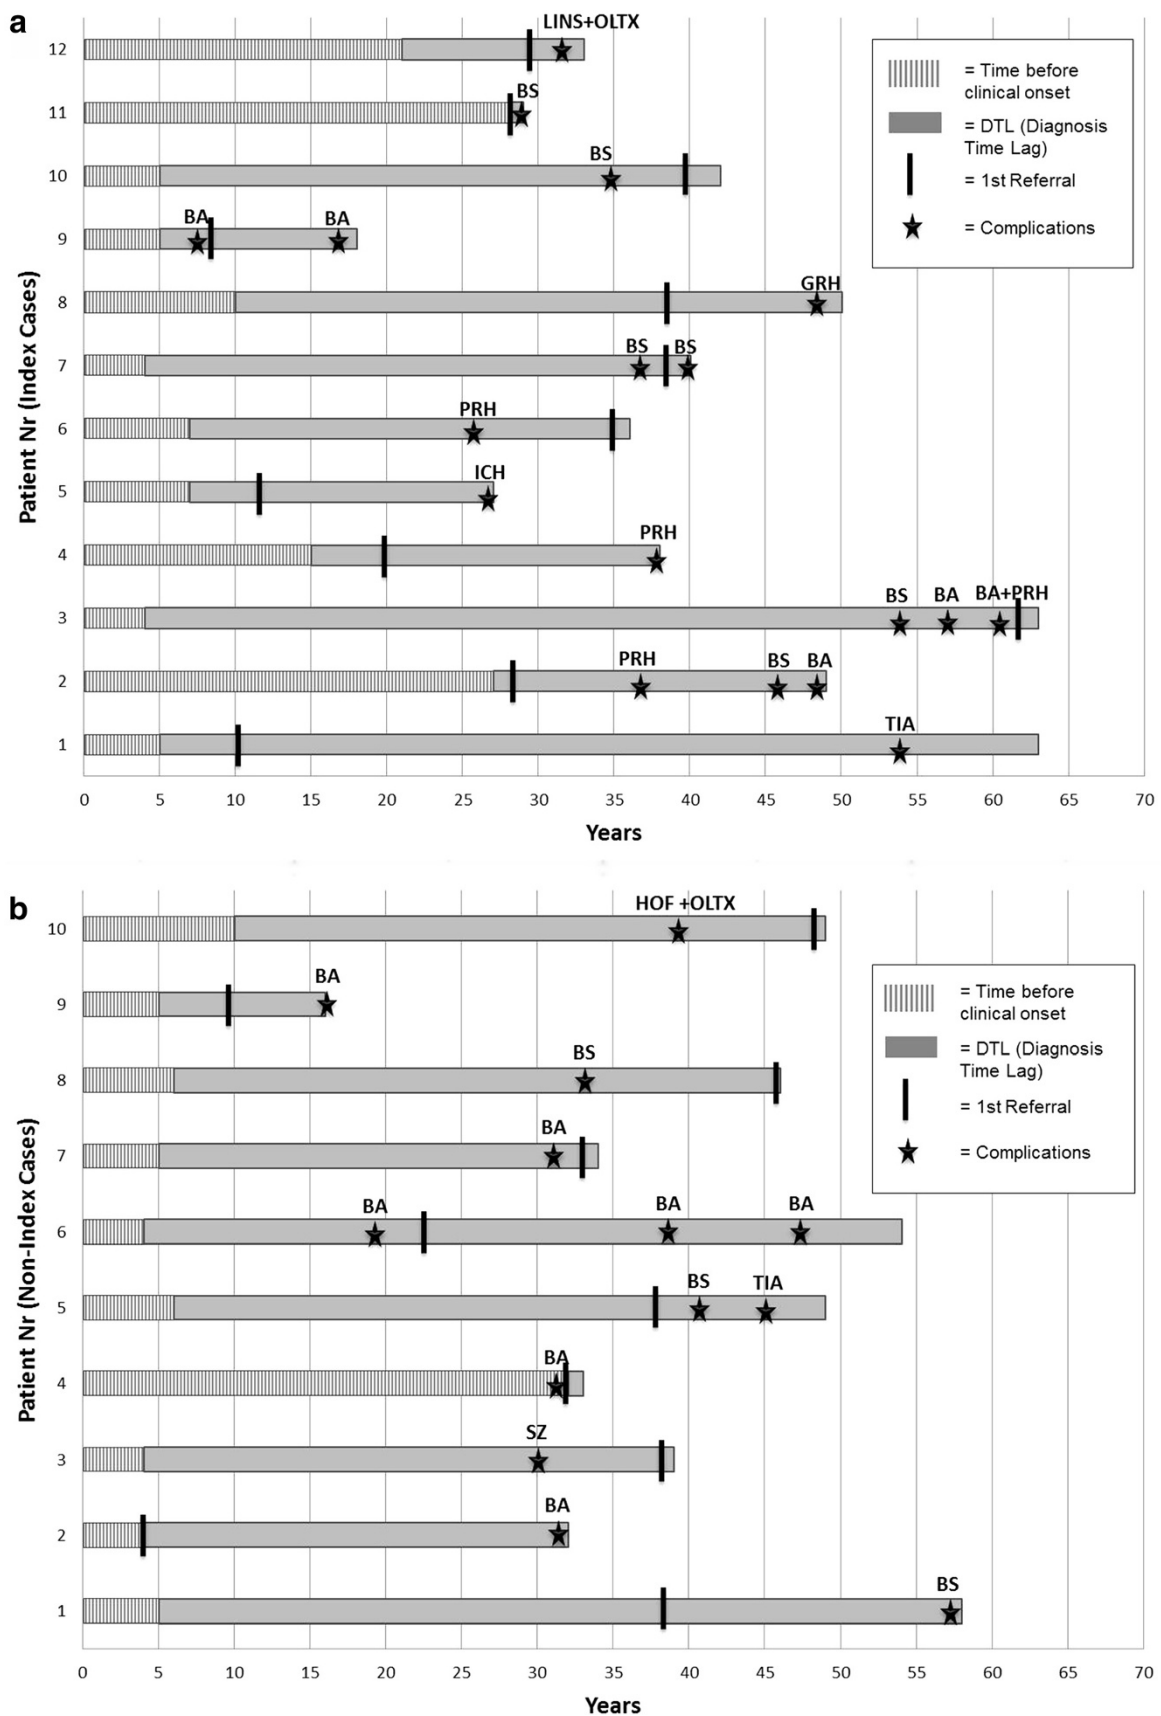 a
LINS+OLTX
12
BS
11
BS
10
BA
BA
9
GRH
8
BS
BS
7
PRH
6
ICH
5
PRH
4
BS
BA
BA+PRH
3
PRH
BS
BA
2
TIA
1
Patient Nr (Index Cases)
0 5 10 15 20 25 30 35 40 45 50 55 60 65 70
Years
= Time before
clinical onset
= DTL (Diagnosis
Time Lag)
= 1st Referral
= Complications
b
HOF +OLTX
10
BA
9
BS
8
BA
7
BA
BA
BA
6
BS
TIA
5
BA
4
SZ
3
BA
2
BS
1
Patient Nr (Non-Index Cases)
0 5 10 15 20 25 30 35 40 45 50 55 60 65 70
Years
= Time before
clinical onset
= DTL (Diagnosis
Time Lag)
= 1st Referral
= Complications